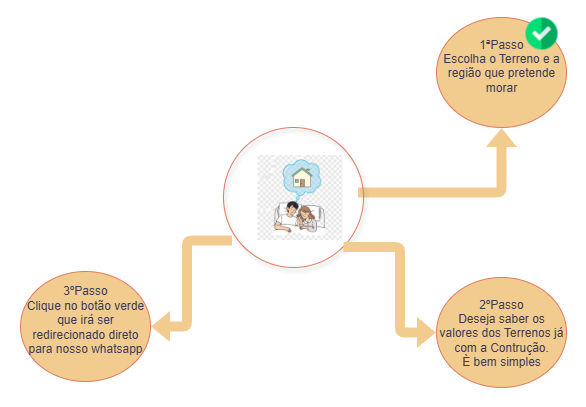 1ªPasso
Escolha o Terreno e a
região que pretende
morar
2ºPasso
Deseja saber os
valores dos Terrenos já
com a Contrução.
È bem simples
3ºPasso
Clique no botão verde
que irá ser
redirecionado direto
para nosso whatsapp